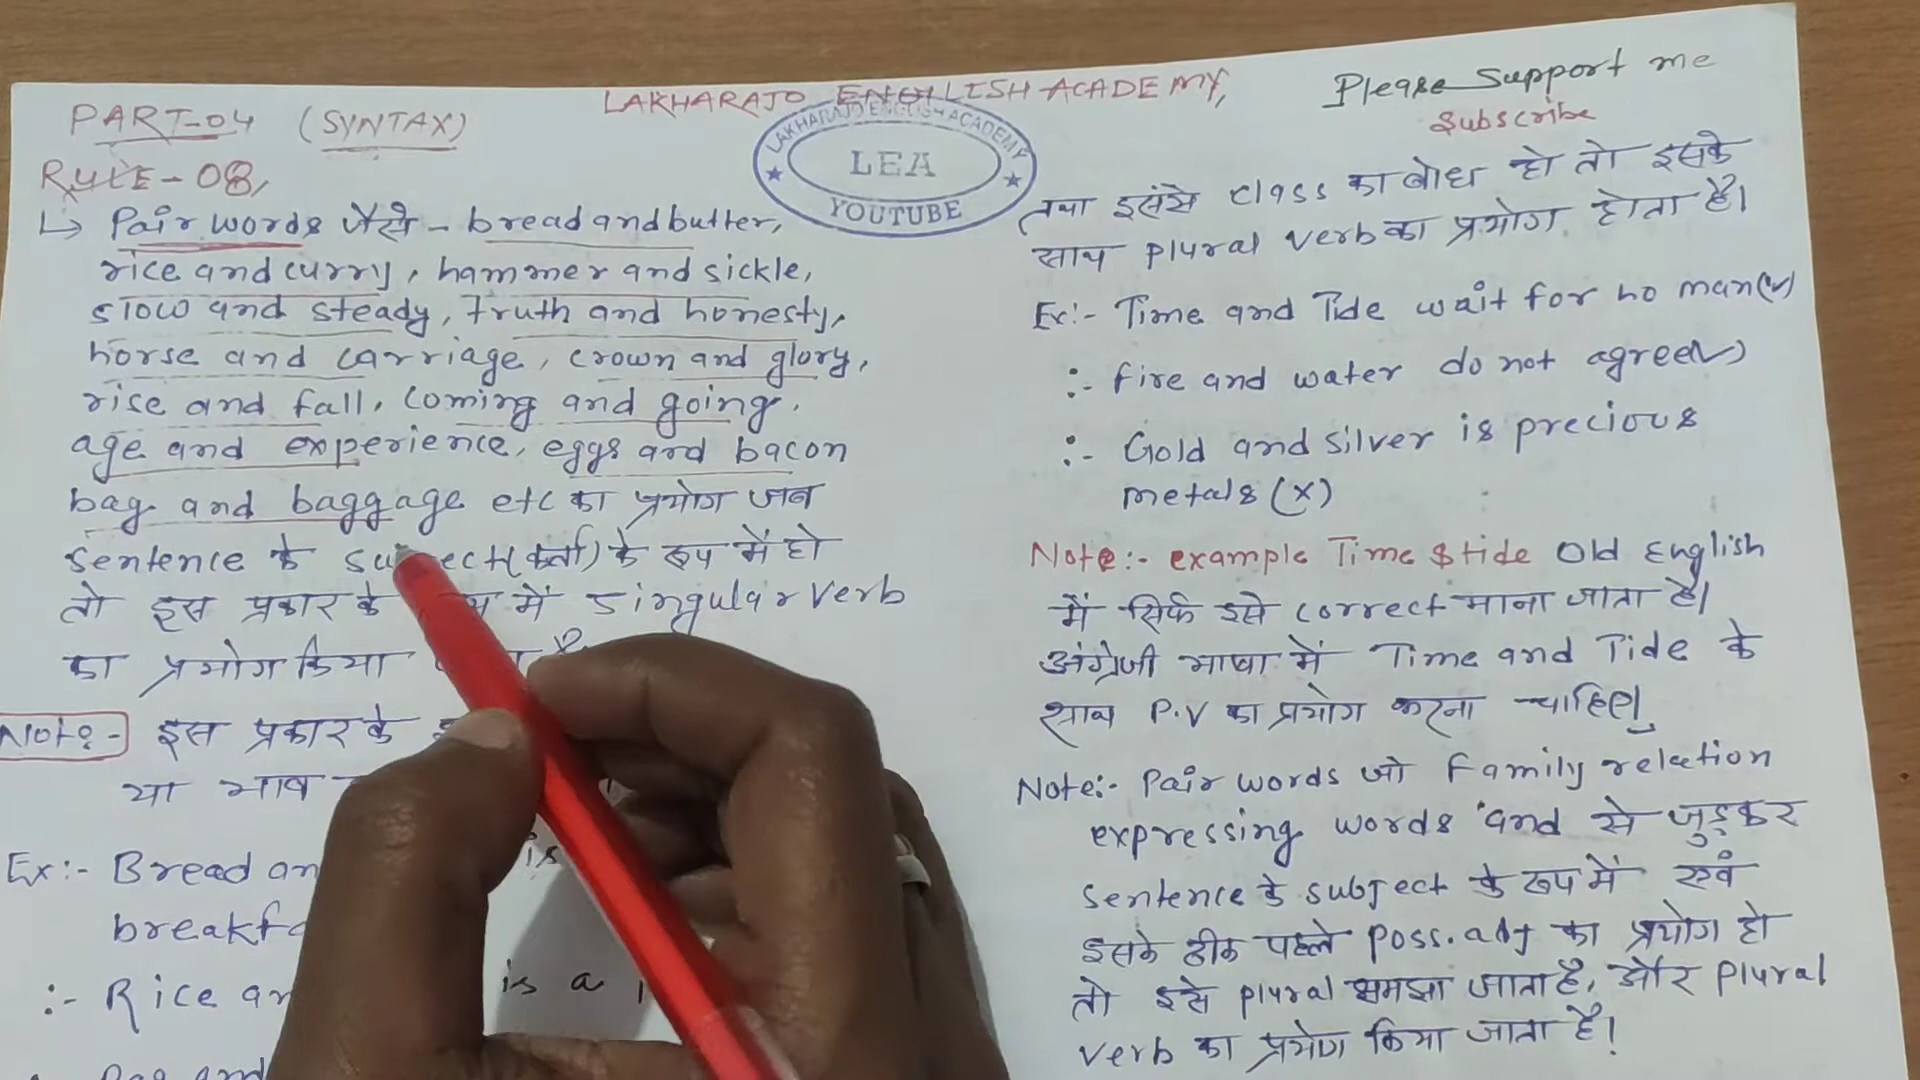 PART-04 (SYNTAX)
LAKHARAJO ENGLISH ACADEMY,
Please Support me
Subscribe
LAKHARAJO ENGLISH ACADEMY
LEA
YOUTUBE
RULE-08,
↳ Pair words जैसे - bread and butter,
rice and curry, hammer and sickle,
slow and steady, truth and honesty,
horse and carriage, crown and glory,
rise and fall, coming and going,
age and experience, eggs and bacon
bag and baggage etc का प्रयोग जब
sentence के subject (कर्ता) के रूप में हो
तो इस प्रकार के में singular verb
का प्रयोग किया
Note:- इस प्रकार के
या भाव
Ex:- Bread an is
breakfa
:- Rice an is a
Bag and
तथा इससे class का बोध हो तो इसके
साथ plural verb का प्रयोग होता है।
Ex:- Time and Tide wait for no man (✓)
:- fire and water do not agree (✓)
:- Gold and silver is precious
metals (x)
Note:- example Time & tide Old English
में सिर्फ इसे correct माना जाता है।
अंग्रेजी भाषा में Time and Tide के
साथ P.V का प्रयोग करना चाहिए।
Note:- Pair words जो Family relection
expressing words and से जुड़कर
sentence के subject के रूप में एवं
इसके ठीक पहले Poss. adj का प्रयोग हो
तो इसे plural समझा जाता है, और plural
verb का प्रयोग किया जाता है!